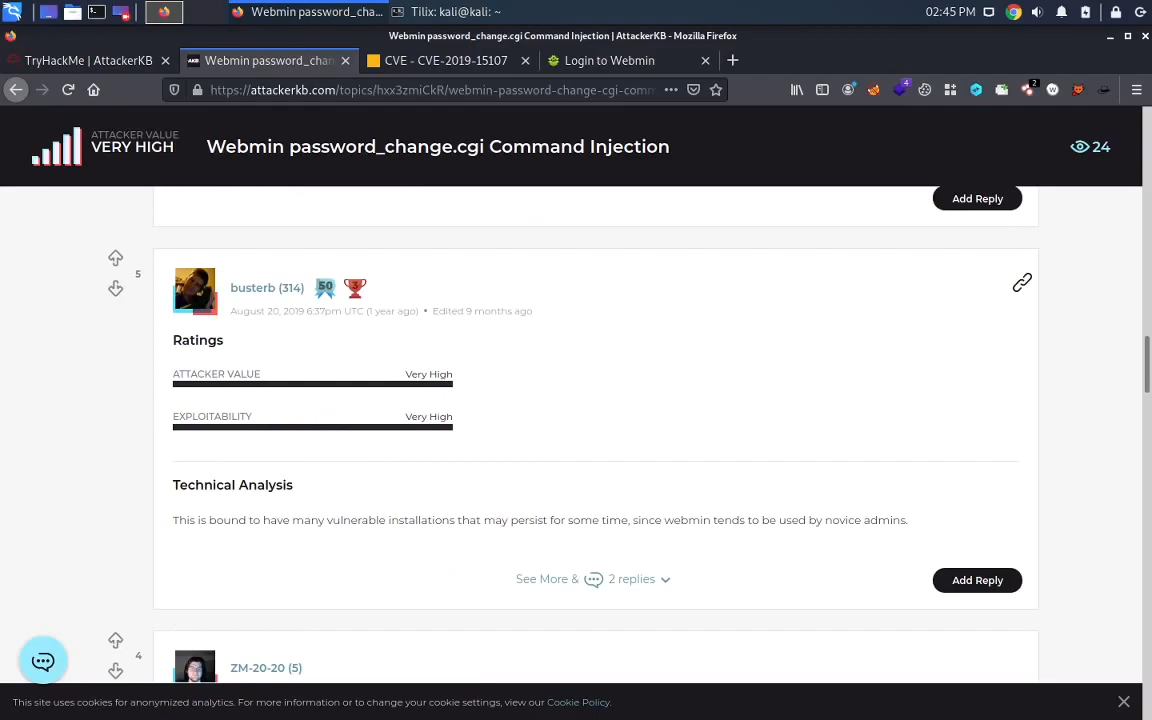 Webmin password_cha...
Tilix: kali@kali: ~
02:45 PM
Webmin password_change.cgi Command Injection | AttackerKB - Mozilla Firefox
TryHackMe | AttackerKB
AKB
Webmin password_chan
CVE - CVE-2019-15107
Login to Webmin
https://attackerkb.com/topics/hxx3zmiCkR/webmin-password-change-cgi-comm
4
2
ATTACKER VALUE
VERY HIGH
Webmin password_change.cgi Command Injection
24
Add Reply
5
busterb (314)
50
3
August 20, 2019 6:37pm UTC (1 year ago) • Edited 9 months ago
Ratings
ATTACKER VALUE
Very High
EXPLOITABILITY
Very High
Technical Analysis
This is bound to have many vulnerable installations that may persist for some time, since webmin tends to be used by novice admins.
See More & 2 replies
Add Reply
4
ZM-20-20 (5)
This site uses cookies for anonymized analytics. For more information or to change your cookie settings, view our Cookie Policy.